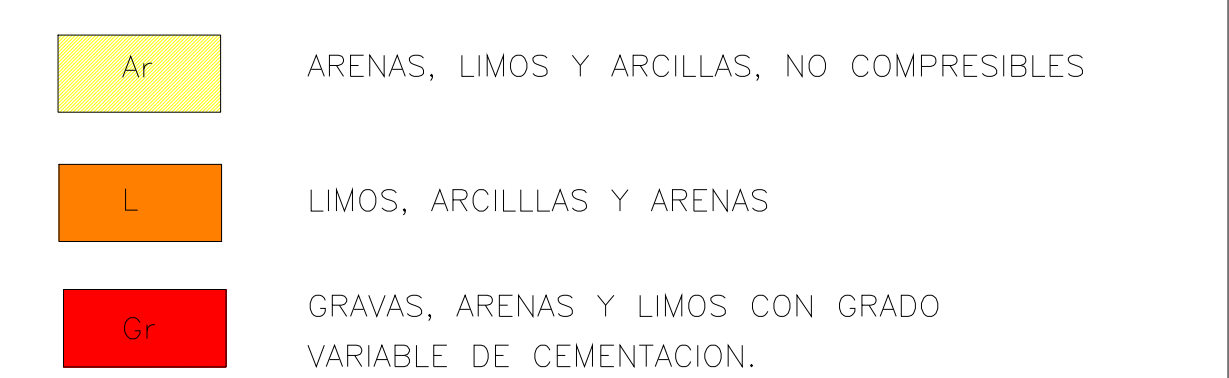 Ar ARENAS, LIMOS Y ARCILLAS, NO COMPRESIBLES
L LIMOS, ARCILLLAS Y ARENAS
Gr GRAVAS, ARENAS Y LIMOS CON GRADO
VARIABLE DE CEMENTACION.